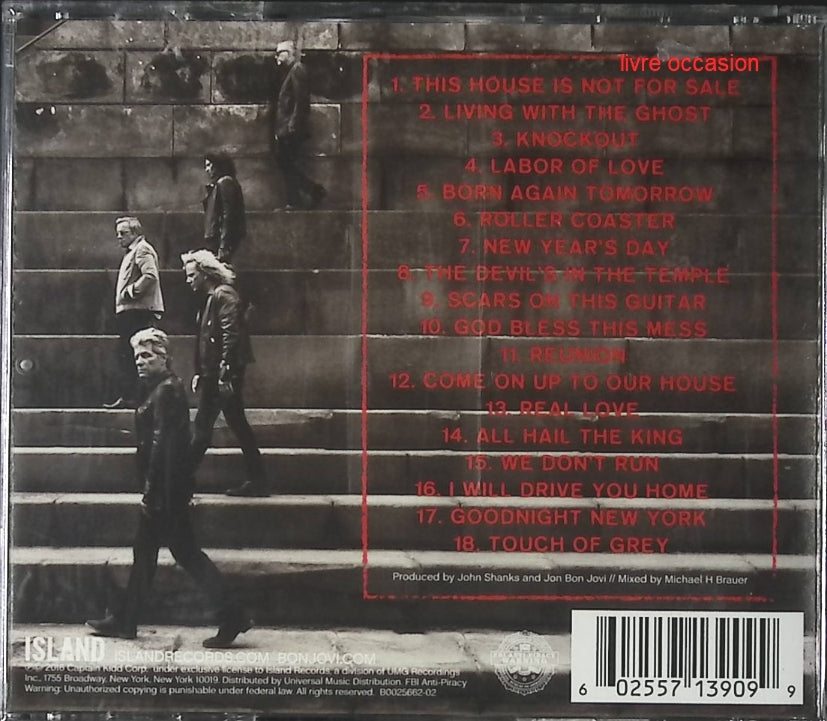 livre occasion
1. THIS HOUSE IS NOT FOR SALE
2. LIVING WITH THE GHOST
3. KNOCKOUT
4. LABOR OF LOVE
5. BORN AGAIN TOMORROW
6. ROLLER COASTER
7. NEW YEAR'S DAY
8. THE DEVIL'S IN THE TEMPLE
9. SCARS ON THIS GUITAR
10. GOD BLESS THIS MESS
11. REUNION
12. COME ON UP TO OUR HOUSE
13. REAL LOVE
14. ALL HAIL THE KING
15. WE DON'T RUN
16. I WILL DRIVE YOU HOME
17. GOODNIGHT NEW YORK
18. TOUCH OF GREY
Produced by John Shanks and Jon Bon Jovi // Mixed by Michael H Brauer
ISLAND ISLANDRECORDS.COM BONJOVI.COM
℗ © 2016 Captain Kidd Corp. under exclusive license to Island Records, a division of UMG Recordings
Inc., 1755 Broadway, New York, New York 10019. Distributed by Universal Music Distribution. FBI Anti-Piracy
Warning: Unauthorized copying is punishable under federal law. All rights reserved. B0025662-02
6 02557 13909 9